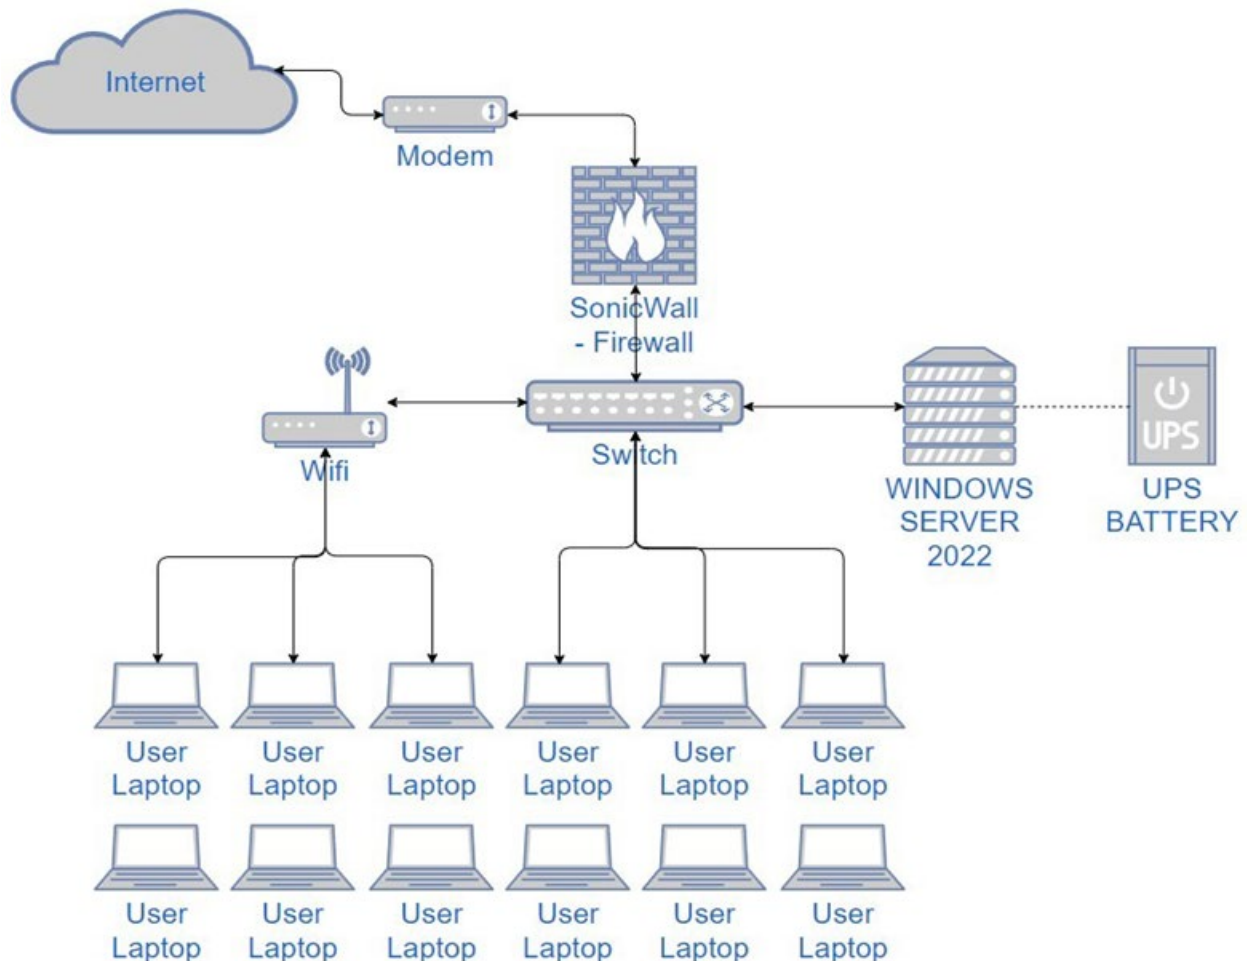 Internet
Modem
SonicWall
- Firewall
Wifi
Switch
WINDOWS
SERVER
2022
UPS
UPS
BATTERY
User
Laptop
User
Laptop
User
Laptop
User
Laptop
User
Laptop
User
Laptop
User
Laptop
User
Laptop
User
Laptop
User
Laptop
User
Laptop
User
Laptop